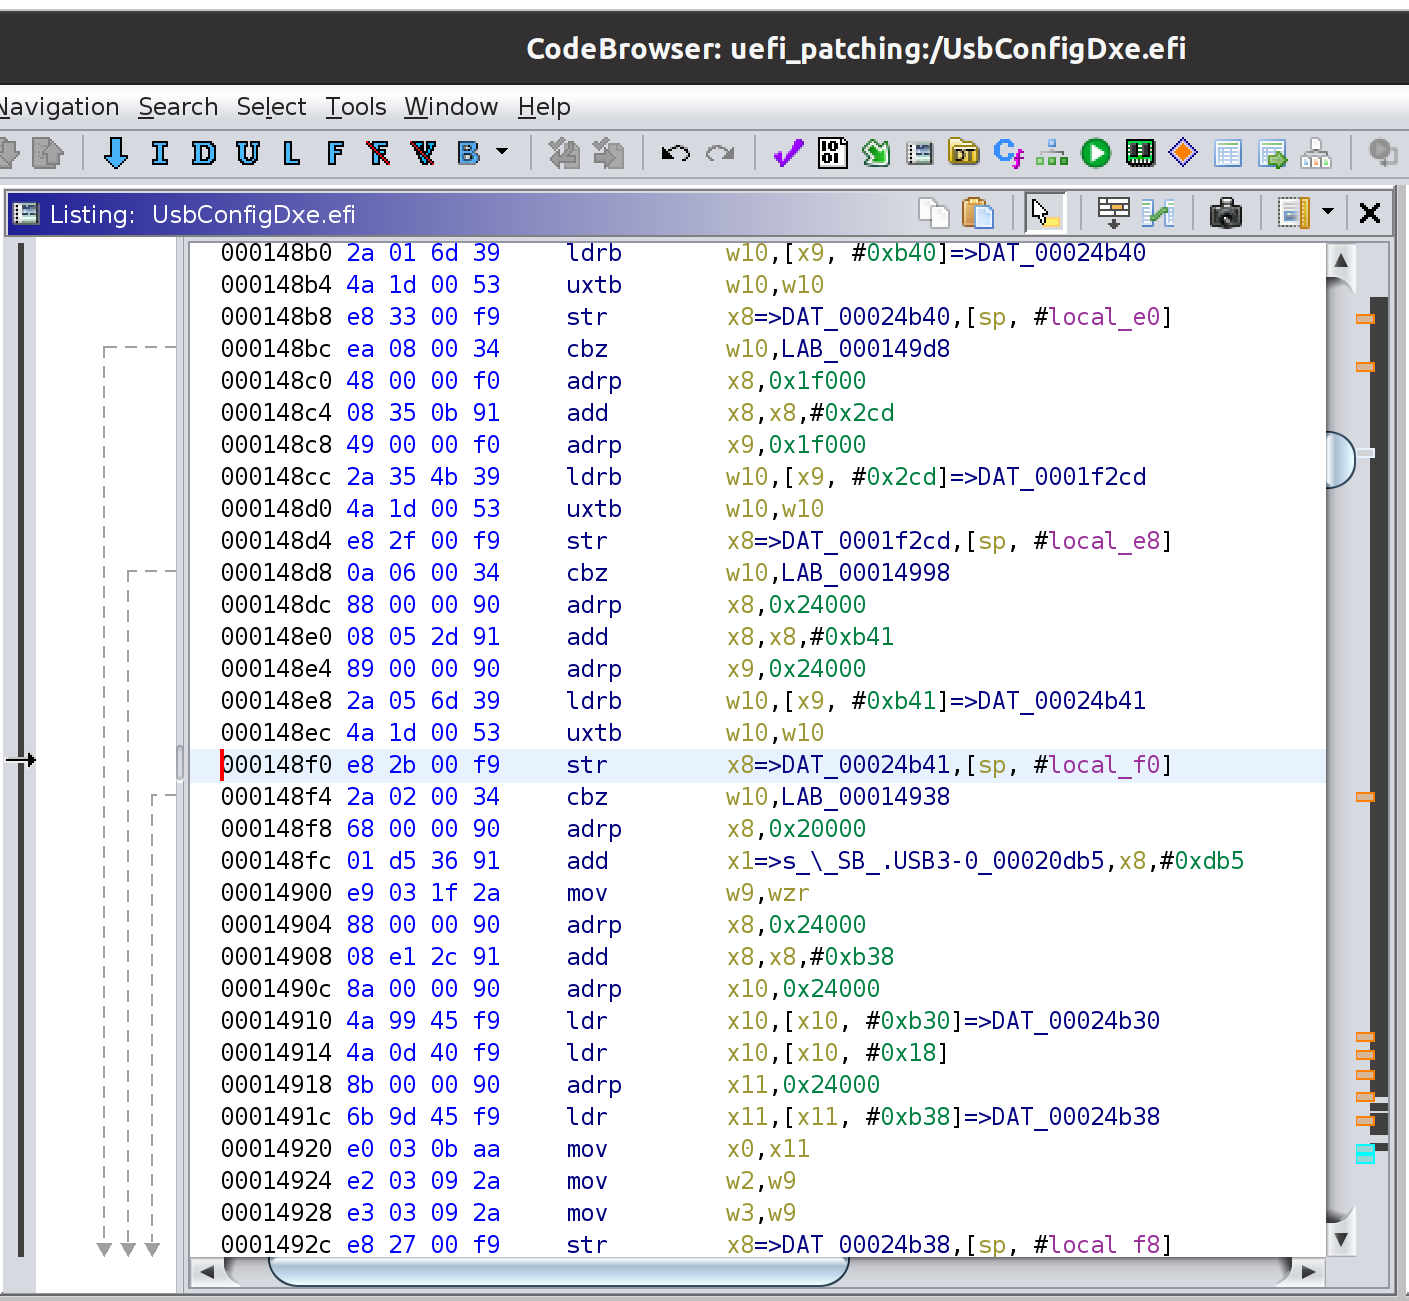 CodeBrowser: uefi_patching:/UsbConfigDxe.efi
Navigation Search Select Tools Window Help
I D U L F F V B DT Cf
Listing: UsbConfigDxe.efi
000148b0 2a 01 6d 39 ldrb w10,[x9, #0xb40]=>DAT_00024b40
000148b4 4a 1d 00 53 uxtb w10,w10
000148b8 e8 33 00 f9 str x8=>DAT_00024b40,[sp, #local_e0]
000148bc ea 08 00 34 cbz w10,LAB_000149d8
000148c0 48 00 00 f0 adrp x8,0x1f000
000148c4 08 35 0b 91 add x8,x8,#0x2cd
000148c8 49 00 00 f0 adrp x9,0x1f000
000148cc 2a 35 4b 39 ldrb w10,[x9, #0x2cd]=>DAT_0001f2cd
000148d0 4a 1d 00 53 uxtb w10,w10
000148d4 e8 2f 00 f9 str x8=>DAT_0001f2cd,[sp, #local_e8]
000148d8 0a 06 00 34 cbz w10,LAB_00014998
000148dc 88 00 00 90 adrp x8,0x24000
000148e0 08 05 2d 91 add x8,x8,#0xb41
000148e4 89 00 00 90 adrp x9,0x24000
000148e8 2a 05 6d 39 ldrb w10,[x9, #0xb41]=>DAT_00024b41
000148ec 4a 1d 00 53 uxtb w10,w10
000148f0 e8 2b 00 f9 str x8=>DAT_00024b41,[sp, #local_f0]
000148f4 2a 02 00 34 cbz w10,LAB_00014938
000148f8 68 00 00 90 adrp x8,0x20000
000148fc 01 d5 36 91 add x1=>s_\_SB_.USB3-0_00020db5,x8,#0xdb5
00014900 e9 03 1f 2a mov w9,wzr
00014904 88 00 00 90 adrp x8,0x24000
00014908 08 e1 2c 91 add x8,x8,#0xb38
0001490c 8a 00 00 90 adrp x10,0x24000
00014910 4a 99 45 f9 ldr x10,[x10, #0xb30]=>DAT_00024b30
00014914 4a 0d 40 f9 ldr x10,[x10, #0x18]
00014918 8b 00 00 90 adrp x11,0x24000
0001491c 6b 9d 45 f9 ldr x11,[x11, #0xb38]=>DAT_00024b38
00014920 e0 03 0b aa mov x0,x11
00014924 e2 03 09 2a mov w2,w9
00014928 e3 03 09 2a mov w3,w9
0001492c e8 27 00 f9 str x8=>DAT_00024b38,[sp, #local_f8]